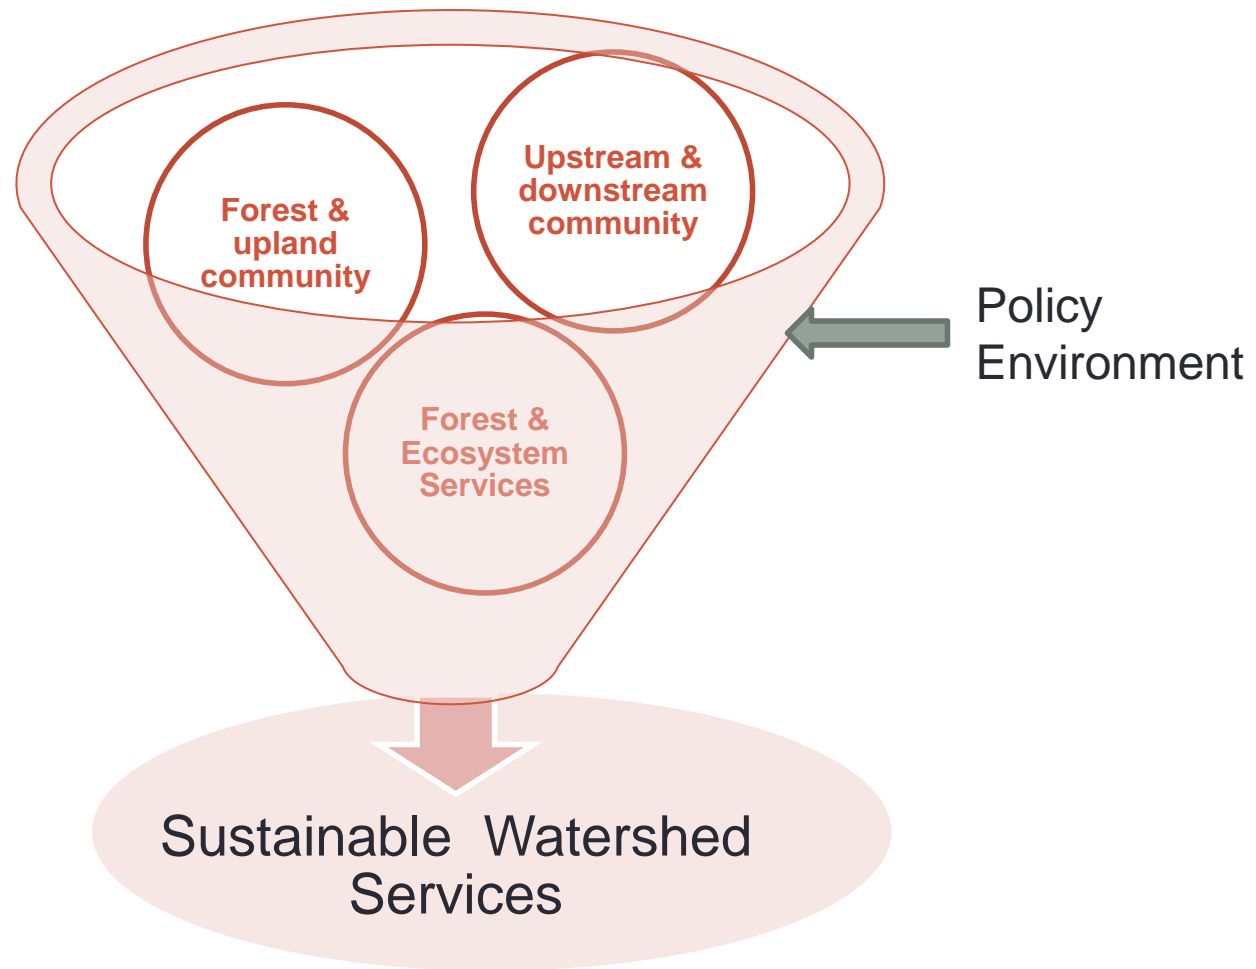 Upstream &
downstream
community
Forest &
upland
community
Forest &
Ecosystem
Services
Policy
Environment
Sustainable Watershed
Services